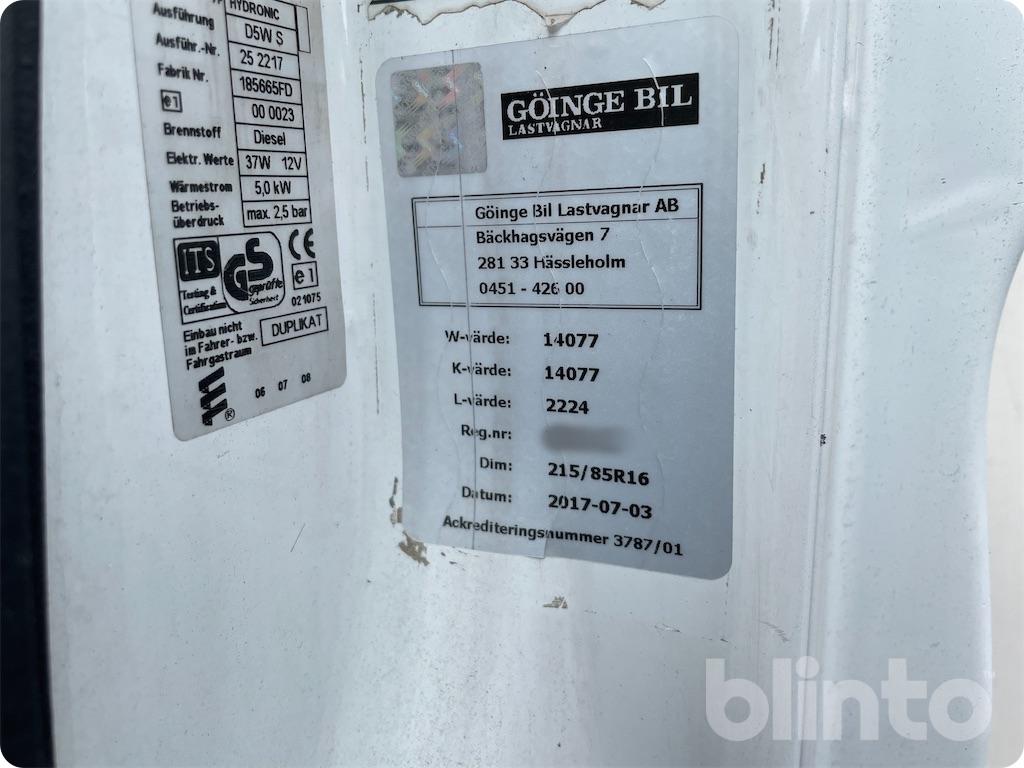 HYDRONIC
Ausführung D5W S
Ausführ.-Nr. 25 2217
Fabrik Nr. 185665FD
e1 00 0023
Brennstoff Diesel
Elektr. Werte 37W 12V
Wärmestrom 5,0 kW
Betriebs-
überdruck max. 2,5 bar
ITS
Testing &
Certification
GS
geprüfte
Sicherheit
CE
e1
021075
Einbau nicht
im Fahrer- bzw.
Fahrgastraum
DUPLIKAT
® 06 07 08
GÖINGE BIL
LASTVAGNAR
Göinge Bil Lastvagnar AB
Bäckhagsvägen 7
281 33 Hässleholm
0451 - 426 00
W-värde: 14077
K-värde: 14077
L-värde: 2224
Reg.nr:
Dim: 215/85R16
Datum: 2017-07-03
Ackrediteringsnummer 3787/01
blinto